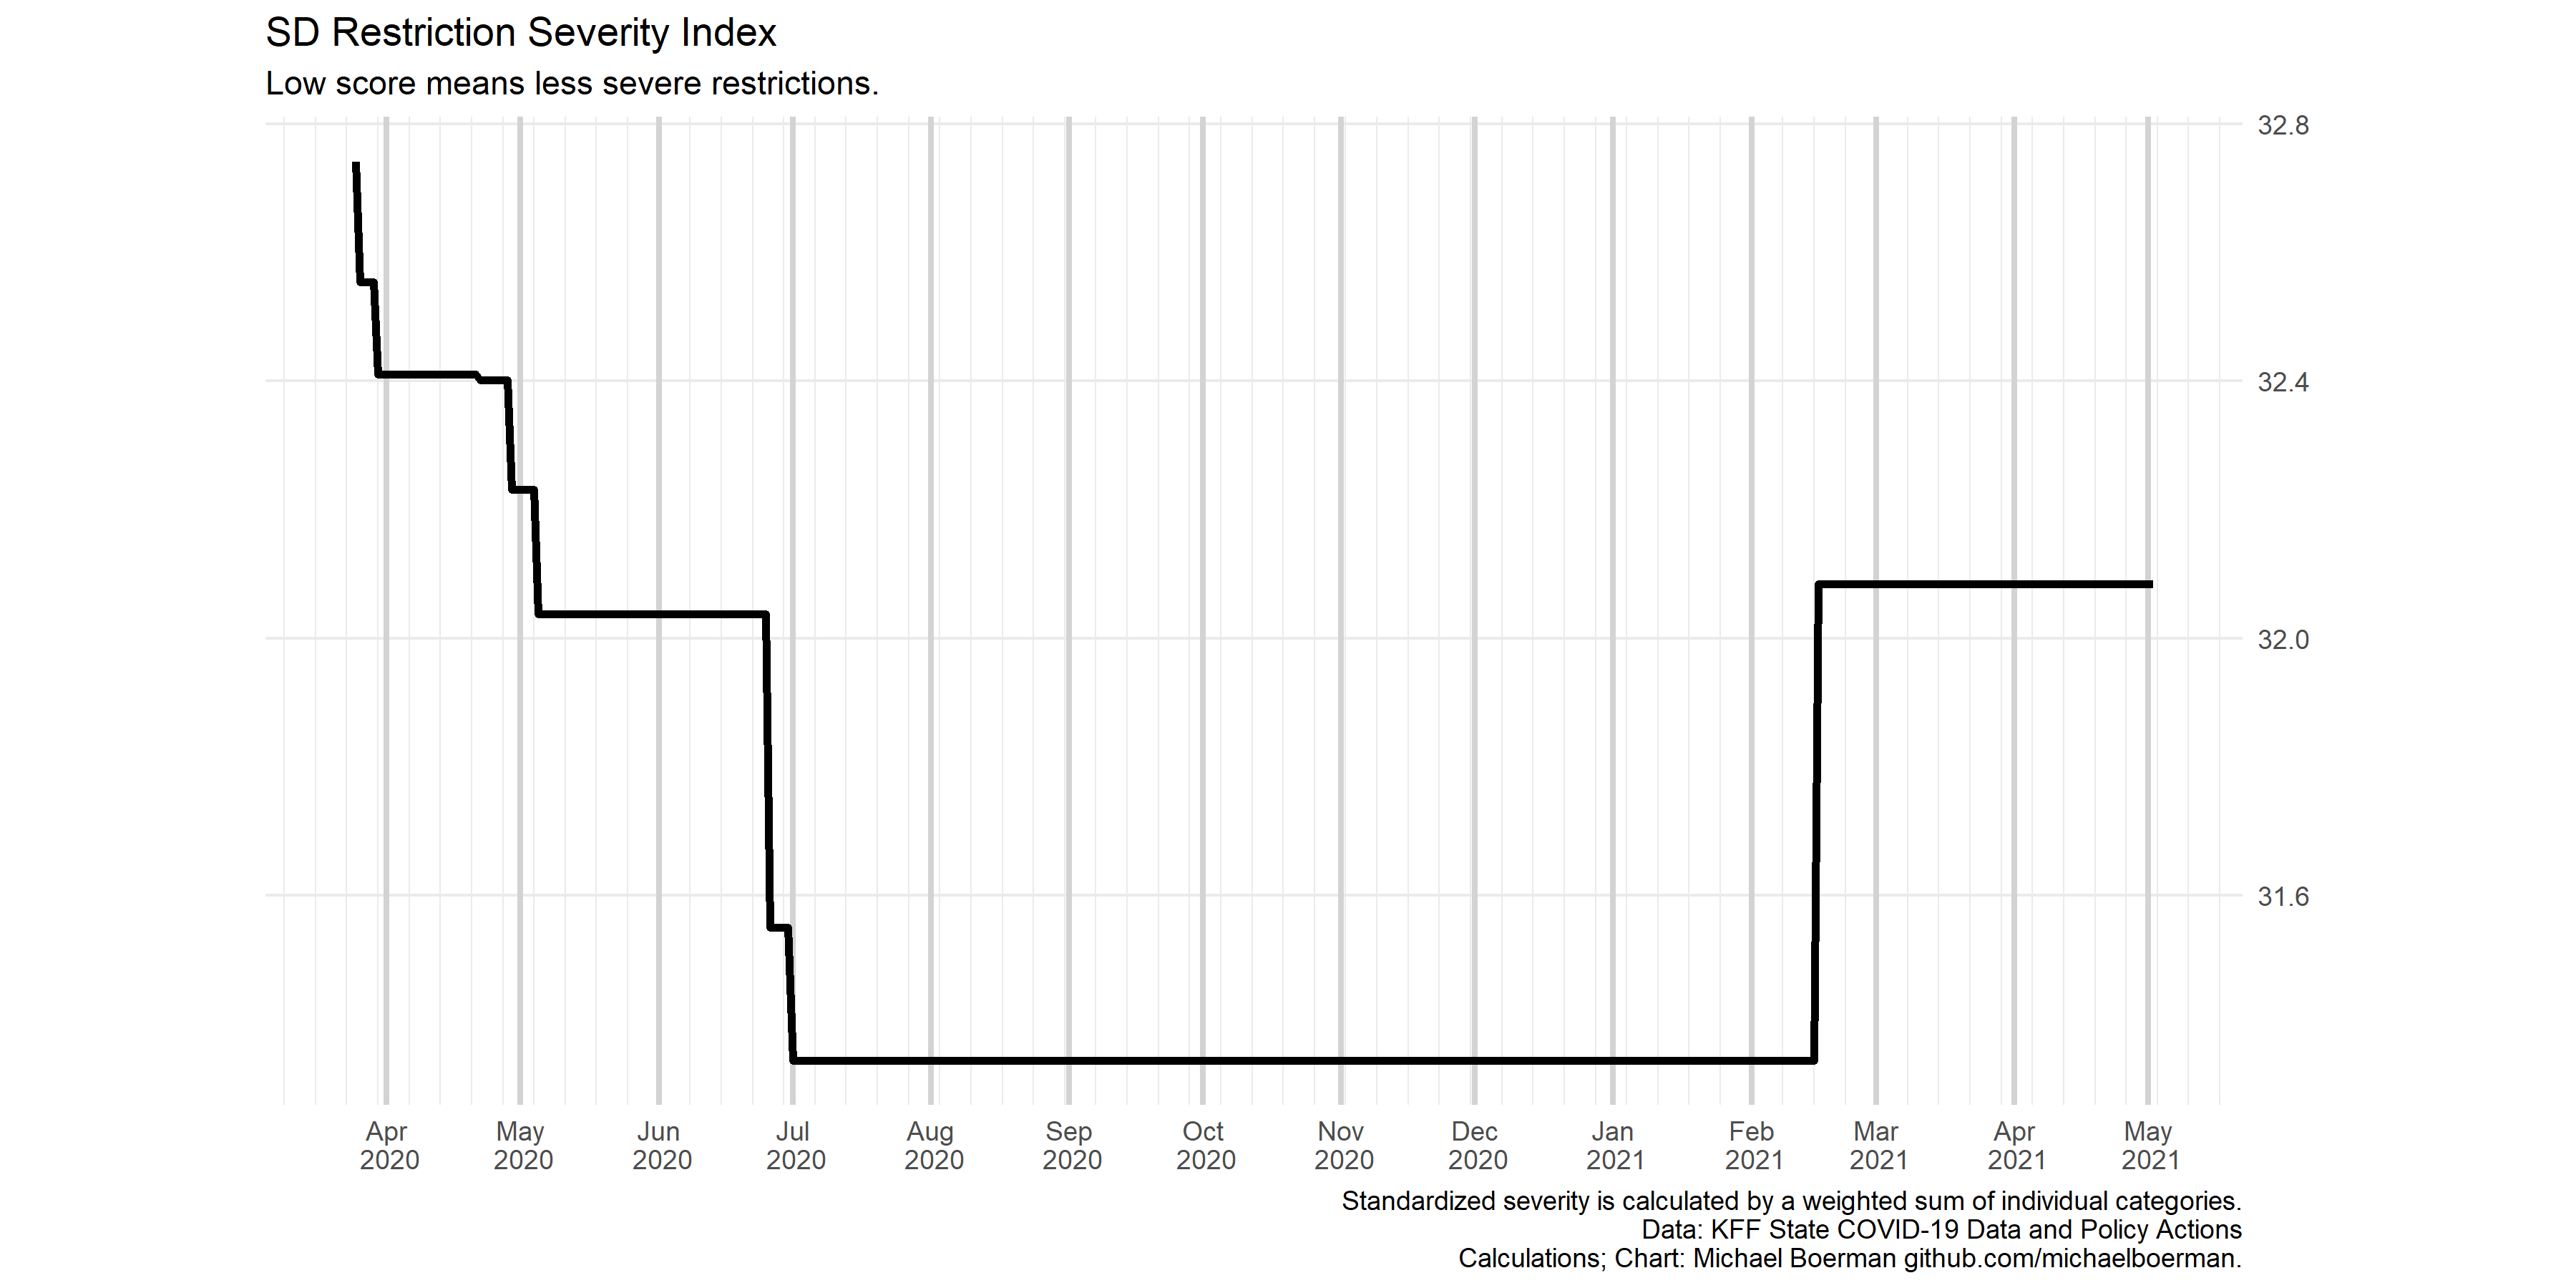 SD Restriction Severity Index
Low score means less severe restrictions.
32.8
32.4
32.0
31.6
Apr May Jun Jul Aug Sep Oct Nov Dec Jan Feb Mar Apr May
2020 2020 2020 2020 2020 2020 2020 2020 2020 2021 2021 2021 2021 2021
Standardized severity is calculated by a weighted sum of individual categories.
Data: KFF State COVID-19 Data and Policy Actions
Calculations; Chart: Michael Boerman github.com/michaelboerman.